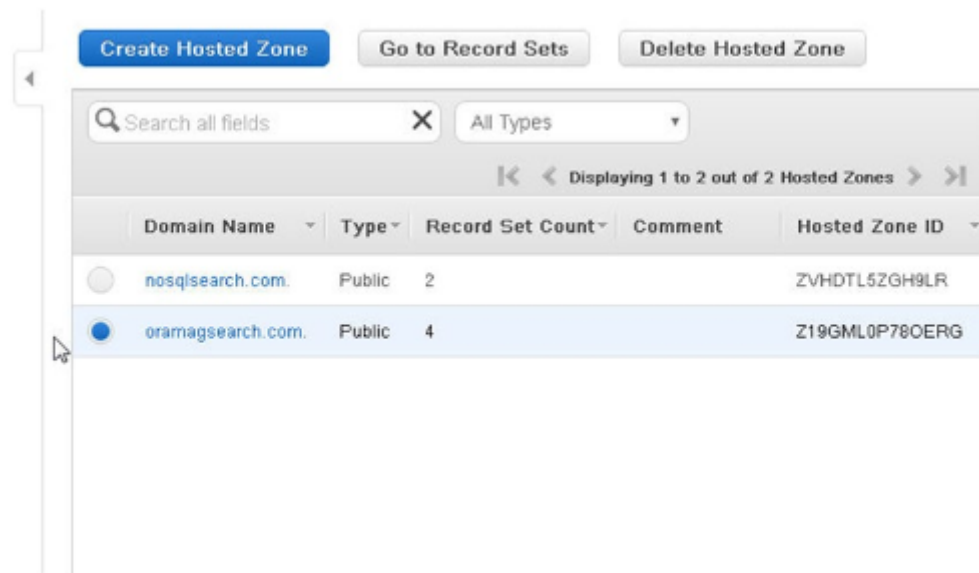 Create Hosted Zone Go to Record Sets Delete Hosted Zone
Search all fields All Types
Displaying 1 to 2 out of 2 Hosted Zones
Domain Name Type Record Set Count Comment Hosted Zone ID
nosqlsearch.com. Public 2 ZVHDTL5ZGH9LR
oramagsearch.com. Public 4 Z19GML0P78OERG